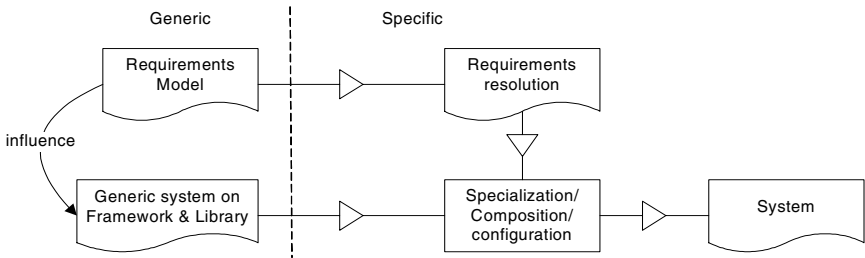 Generic
Specific
Requirements
Model
Requirements
resolution
influence
Generic system on
Framework & Library
Specialization/
Composition/
configuration
System